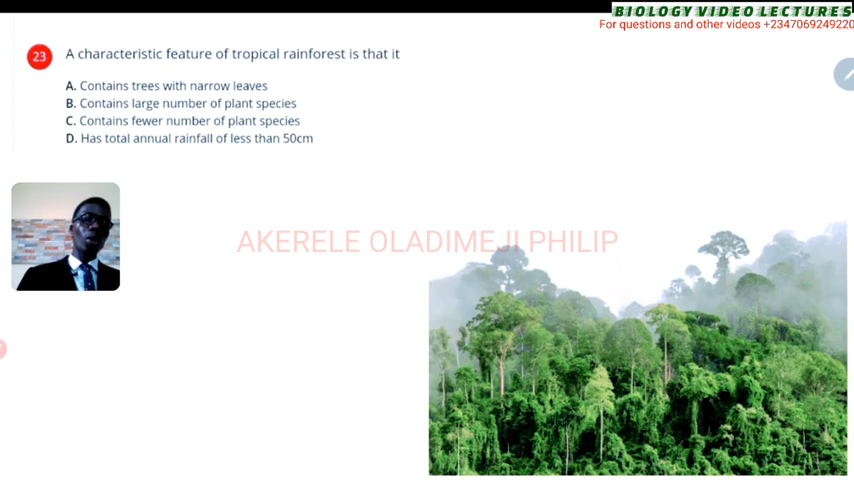 BIOLOGY VIDEO LECTURES
For questions and other videos +2347069249220
23 A characteristic feature of tropical rainforest is that it
A. Contains trees with narrow leaves
B. Contains large number of plant species
C. Contains fewer number of plant species
D. Has total annual rainfall of less than 50cm
AKERELE OLADIMEJI PHILIP